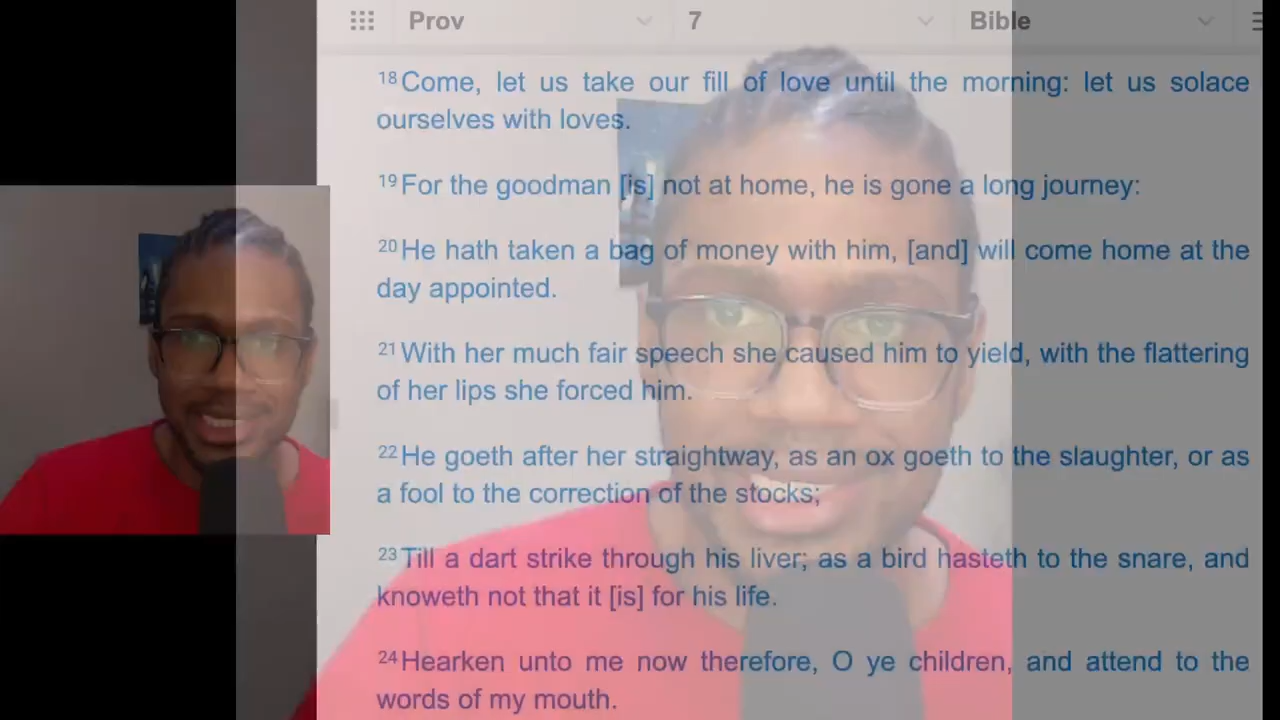 Prov 7 Bible
18Come, let us take our fill of love until the morning: let us solace
ourselves with loves.
19For the goodman [is] not at home, he is gone a long journey:
20He hath taken a bag of money with him, [and] will come home at the
day appointed.
21With her much fair speech she caused him to yield, with the flattering
of her lips she forced him.
22He goeth after her straightway, as an ox goeth to the slaughter, or as
a fool to the correction of the stocks;
23Till a dart strike through his liver; as a bird hasteth to the snare, and
knoweth not that it [is] for his life.
24Hearken unto me now therefore, O ye children, and attend to the
words of my mouth.